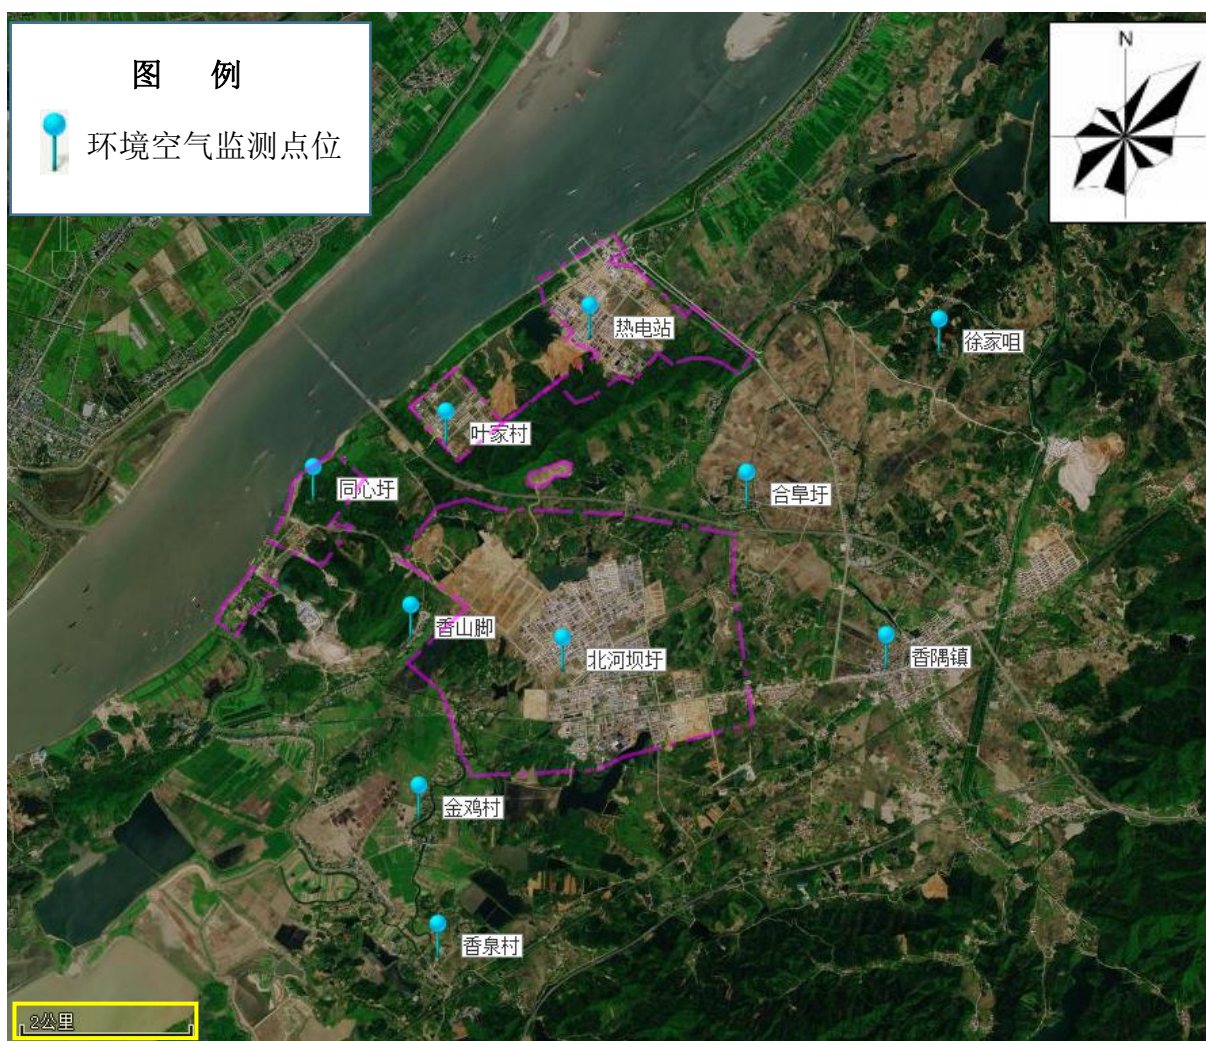 图 例
环境空气监测点位
N
热电站
徐家咀
叶家村
同心圩
合阜圩
香山脚
北河坝圩
香隅镇
金鸡村
香泉村
2公里